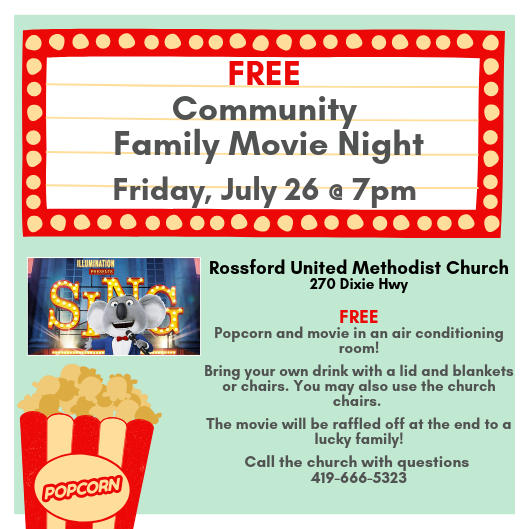 FREE
Community
Family Movie Night
Friday, July 26 @ 7pm
ILLUMINATION
PRESENTS
SING
Rossford United Methodist Church
270 Dixie Hwy
FREE
Popcorn and movie in an air conditioning
room!
Bring your own drink with a lid and blankets
or chairs. You may also use the church
chairs.
The movie will be raffled off at the end to a
lucky family!
Call the church with questions
419-666-5323
POPCORN